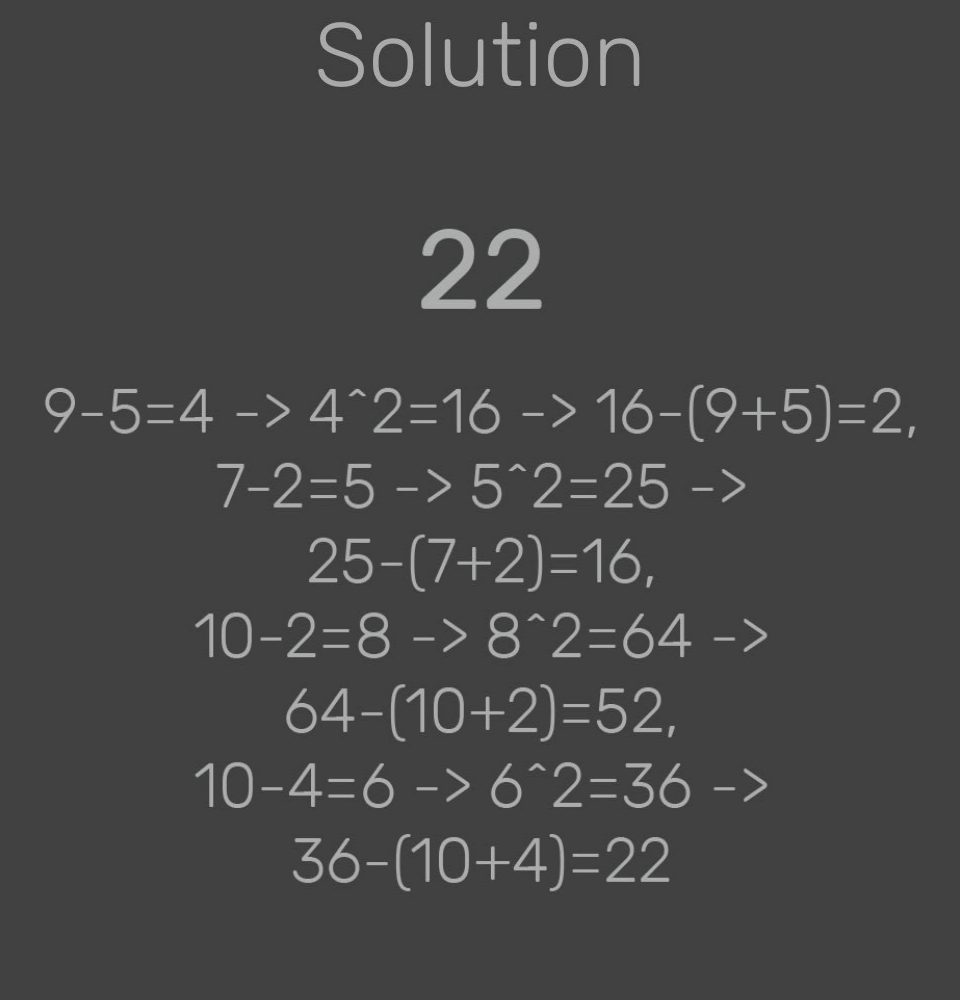 Solution
22
9-5=4 -> 4^2=16 -> 16-(9+5)=2,
7-2=5 -> 5^2=25 ->
25-(7+2)=16,
10-2=8 -> 8^2=64 ->
64-(10+2)=52,
10-4=6 -> 6^2=36 ->
36-(10+4)=22